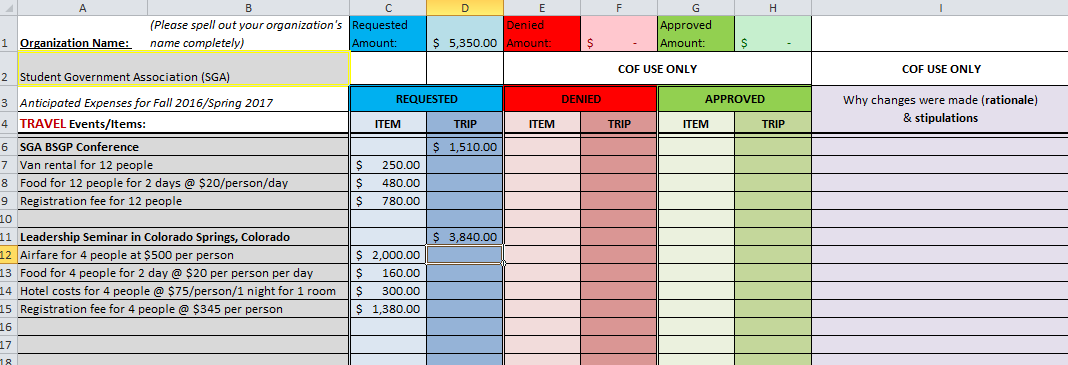 A B C D E F G H I
1 Organization Name: (Please spell out your organization's name completely) Requested Amount: $ 5,350.00 Denied Amount: $ - Approved Amount: $ -
2 Student Government Association (SGA) COF USE ONLY COF USE ONLY
3 Anticipated Expenses for Fall 2016/Spring 2017 REQUESTED DENIED APPROVED Why changes were made (rationale) & stipulations
4 TRAVEL Events/Items: ITEM TRIP ITEM TRIP ITEM TRIP
6 SGA BSGP Conference $ 1,510.00
7 Van rental for 12 people $ 250.00
8 Food for 12 people for 2 days @ $20/person/day $ 480.00
9 Registration fee for 12 people $ 780.00
10
11 Leadership Seminar in Colorado Springs, Colorado $ 3,840.00
12 Airfare for 4 people at $500 per person $ 2,000.00
13 Food for 4 people for 2 day @ $20 per person per day $ 160.00
14 Hotel costs for 4 people @ $75/person/1 night for 1 room $ 300.00
15 Registration fee for 4 people @ $345 per person $ 1,380.00
16
17
18